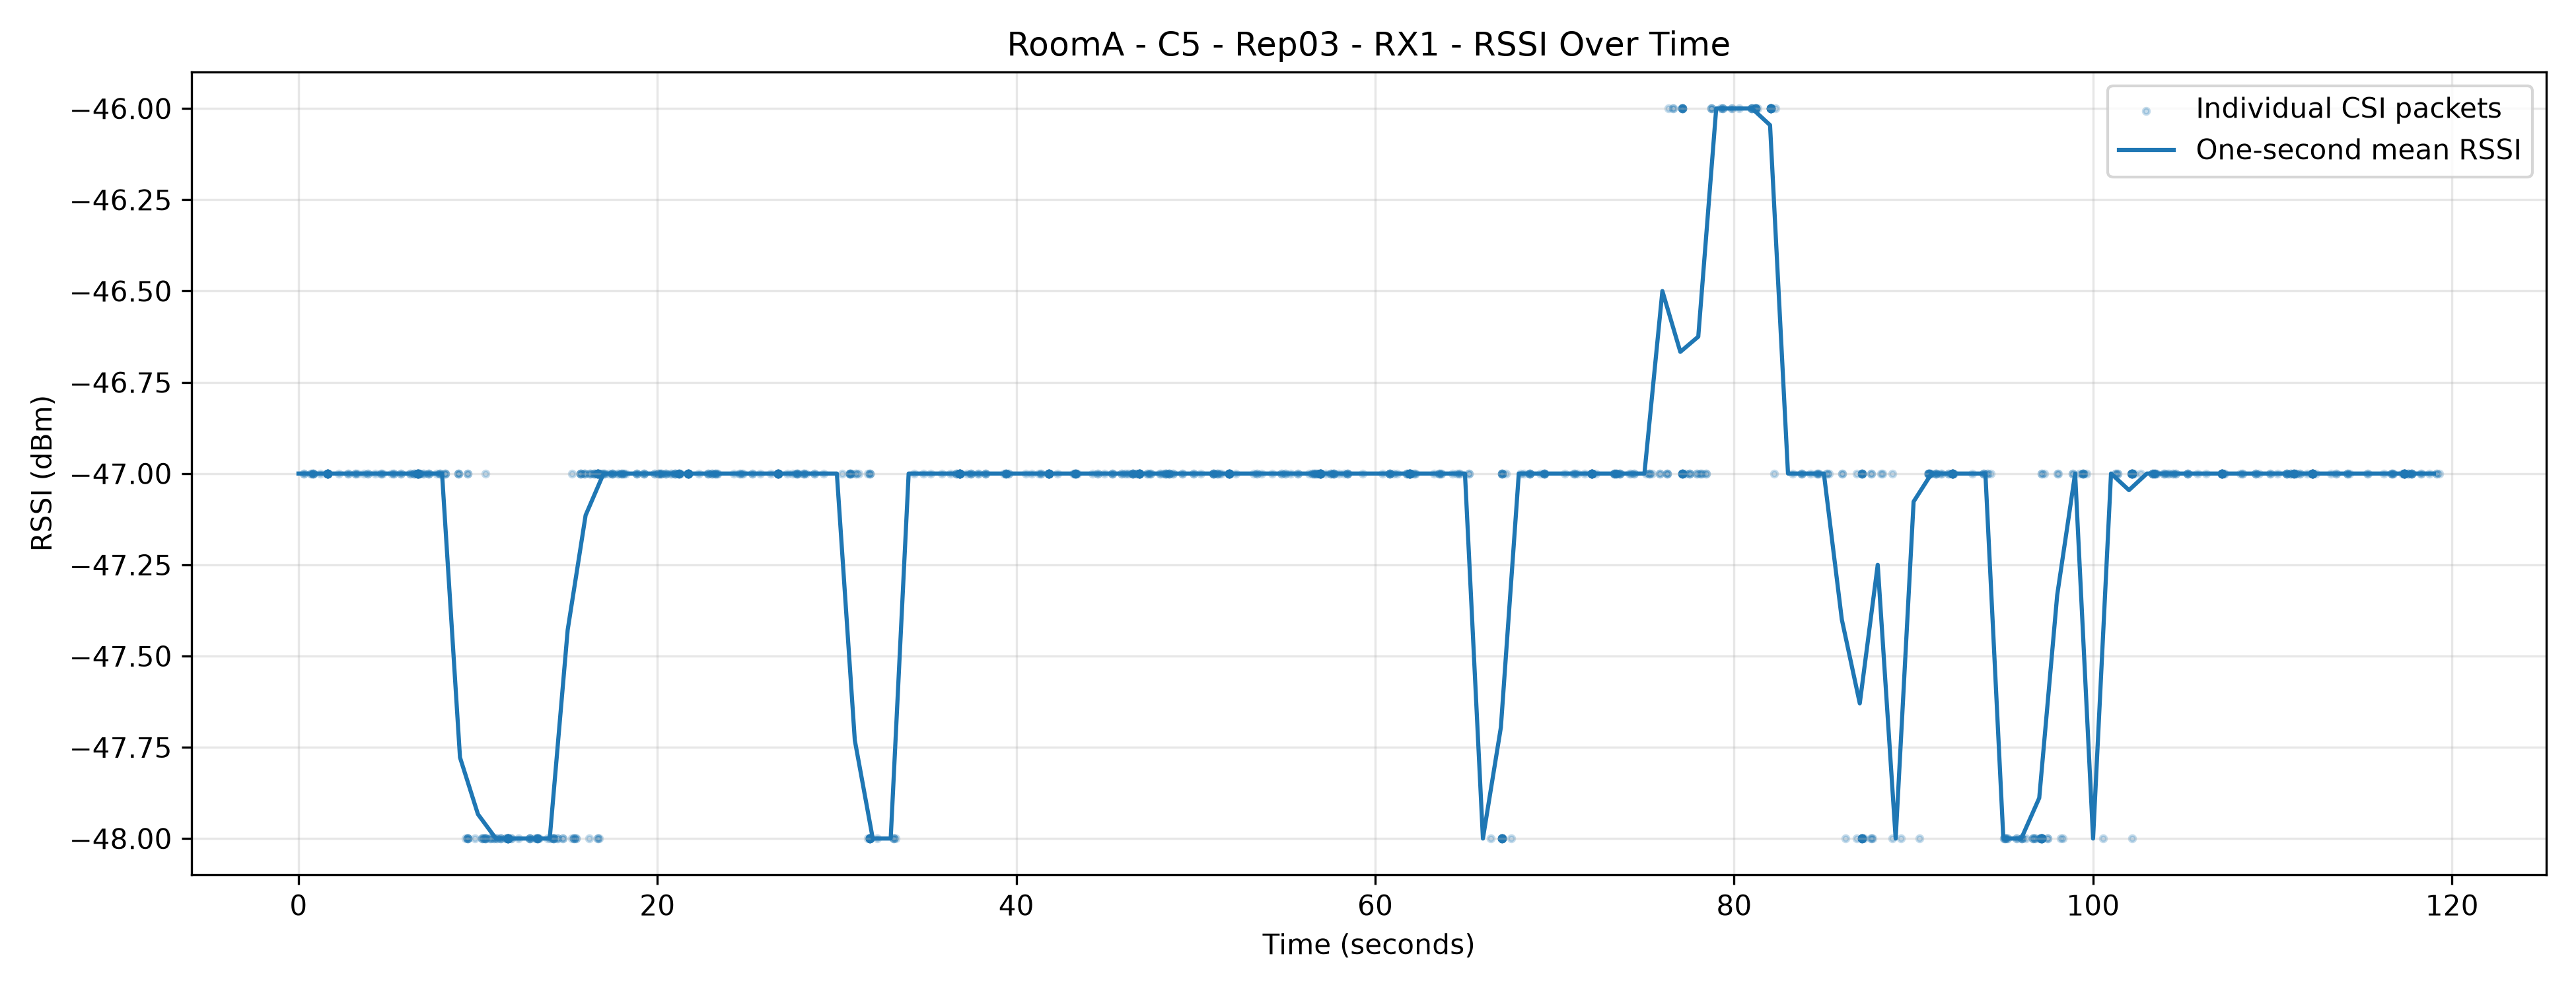 RoomA - C5 - Rep03 - RX1 - RSSI Over Time
Individual CSI packets
One-second mean RSSI
RSSI (dBm)
−46.00
−46.25
−46.50
−46.75
−47.00
−47.25
−47.50
−47.75
−48.00
0 20 40 60 80 100 120
Time (seconds)